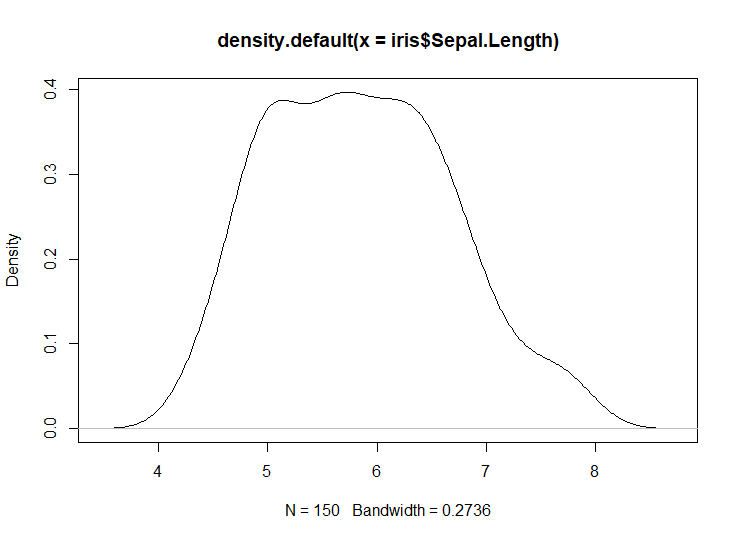 density.default(x = iris$Sepal.Length)
Density
0.4
0.3
0.2
0.1
0.0
4 5 6 7 8
N = 150 Bandwidth = 0.2736